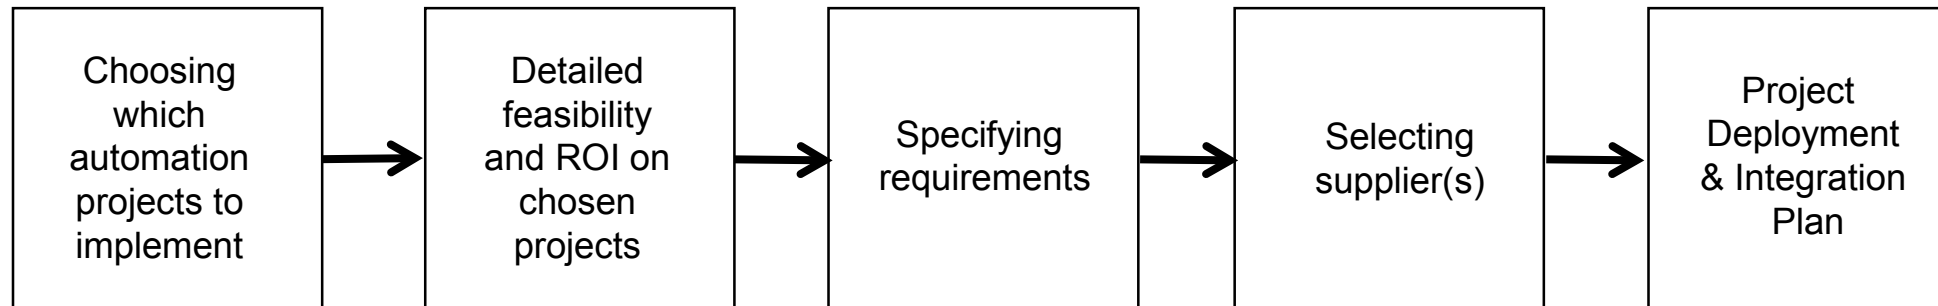 Choosing
which
automation
projects to
implement
Detailed
feasibility
and ROI on
chosen
projects
Specifying
requirements
Selecting
supplier(s)
Project
Deployment
& Integration
Plan